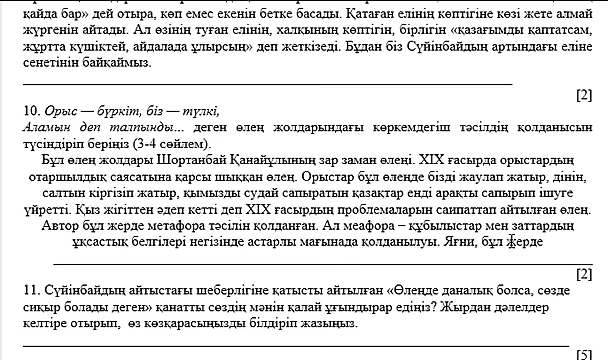 қайда бар» дей отыра, көп емес екенін бетке басады. Қатаған елінің көптігіне көзі жете алмай
жүргенін айтады. Ал өзінің туған елінің, халқының көптігін, бірлігін «қазағымды қаптатсам,
жұртта күшіктей, айдалада ұлырсың» деп жеткізеді. Бұдан біз Сүйінбайдың артындағы еліне
сенетінін байқаймыз.
[2]
10. Орыс — бүркіт, біз — түлкі,
Аламын деп талпынды... деген өлең жолдарындағы көркемдегіш тәсілдің қолданысын
түсіндіріп беріңіз (3-4 сөйлем).
Бұл өлең жолдары Шортанбай Қанайұлының зар заман өлеңі. XIX ғасырда орыстардың
отаршылдық саясатына қарсы шыққан өлең. Орыстар бұл өлеңде бізді жаулап жатыр, дінін,
салтын кіргізіп жатыр, қымызды судай сапыратын қазақтар енді арақты сапырып ішуге
үйретті. Қыз жігіттен әдеп кетті деп XIX ғасырдың проблемаларын саипаттап айтылған өлең.
Автор бұл жерде метафора тәсілін қолданған. Ал меафора – құбылыстар мен заттардың
ұқсастық белгілері негізінде астарлы мағынада қолданылуы. Яғни, бұл жерде
[2]
11. Сүйінбайдың айтыстағы шеберлігіне қатысты айтылған «Өлеңде даналық болса, сөзде
сиқыр болады деген» қанатты сөздің мәнін қалай ұғындырар едіңіз? Жырдан дәлелдер
келтіре отырып, өз көзқарасыңызды білдіріп жазыңыз.
[5]